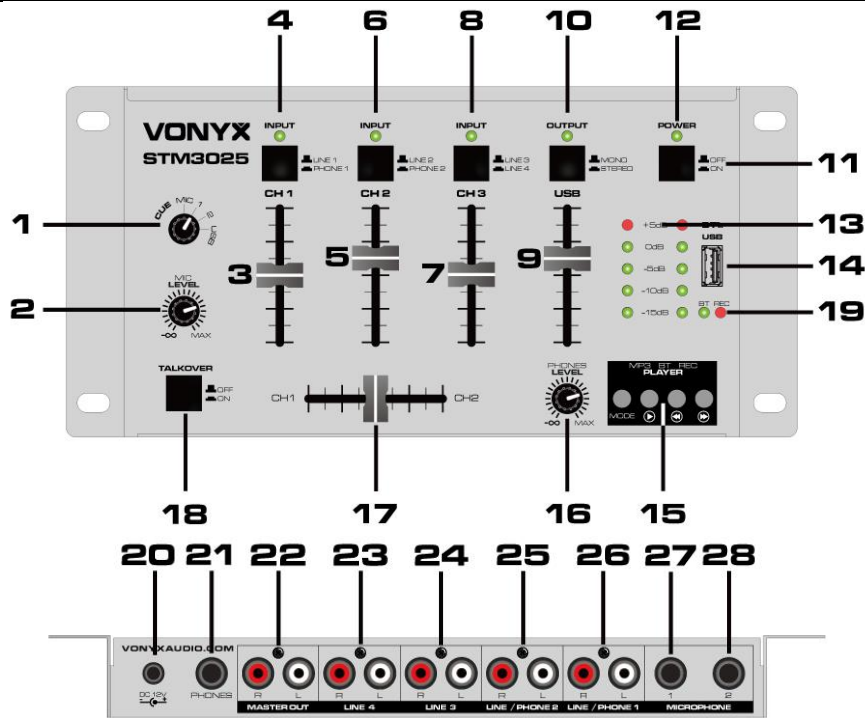 4 6 8 10 12
VONYX
STM3025
INPUT INPUT INPUT OUTPUT POWER
LINE 1 LINE 2 LINE 3 MONO OFF
PHONE 1 PHONE 2 LINE 4 STEREO ON
11
CH 1 CH 2 CH 3 USB
1
CUE MIC 1 2 USB
+5dB
13
USB
0dB
3 5 7 9
-5dB
14
2
MIC
LEVEL
-10dB
-∞ MAX
-15dB
BT REC
19
TALKOVER
OFF
ON
CH1 CH2
PHONES
LEVEL
-∞ MAX
MP3 BT REC
PLAYER
MODE
18 17 16 15
20 21 22 23 24 25 26 27 28
VONYXAUDIO.COM
DC 12V
- +
PHONES
R L R L R L R L R L 1 2
MASTER OUT LINE 4 LINE 3 LINE / PHONE 2 LINE / PHONE 1 MICROPHONE